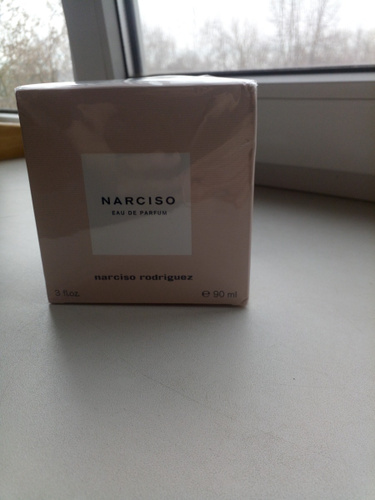 NARCISO
EAU DE PARFUM
narciso rodriguez
3 fl.oz. ℮ 90 ml